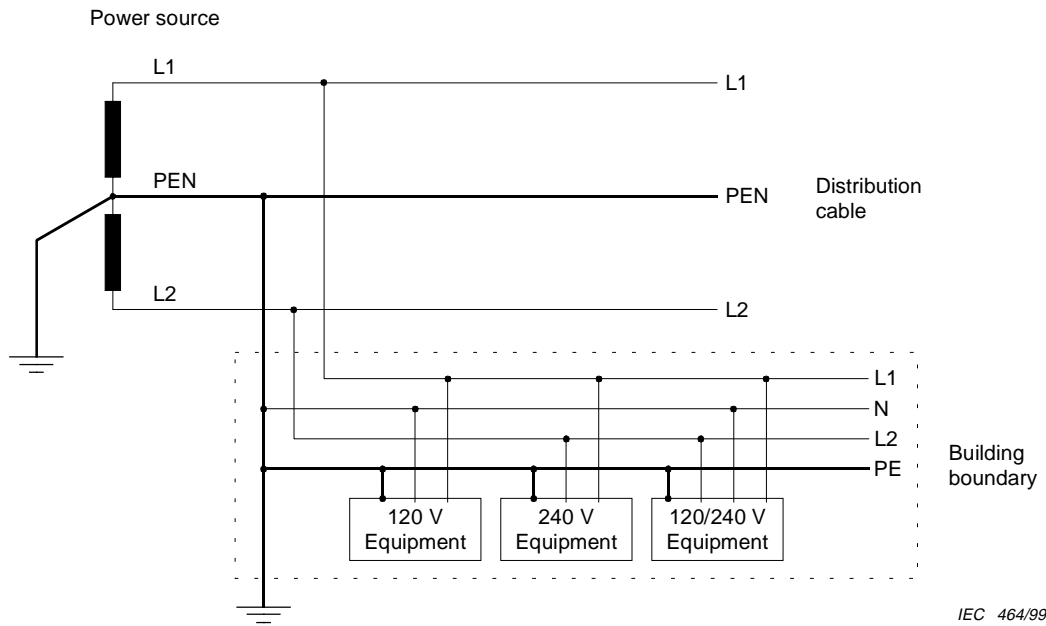 Power source
L1
L1
PEN
PEN
Distribution
cable
L2
L2
L1
N
L2
PE
Building
boundary
120 V
Equipment
240 V
Equipment
120/240 V
Equipment
IEC 464/99